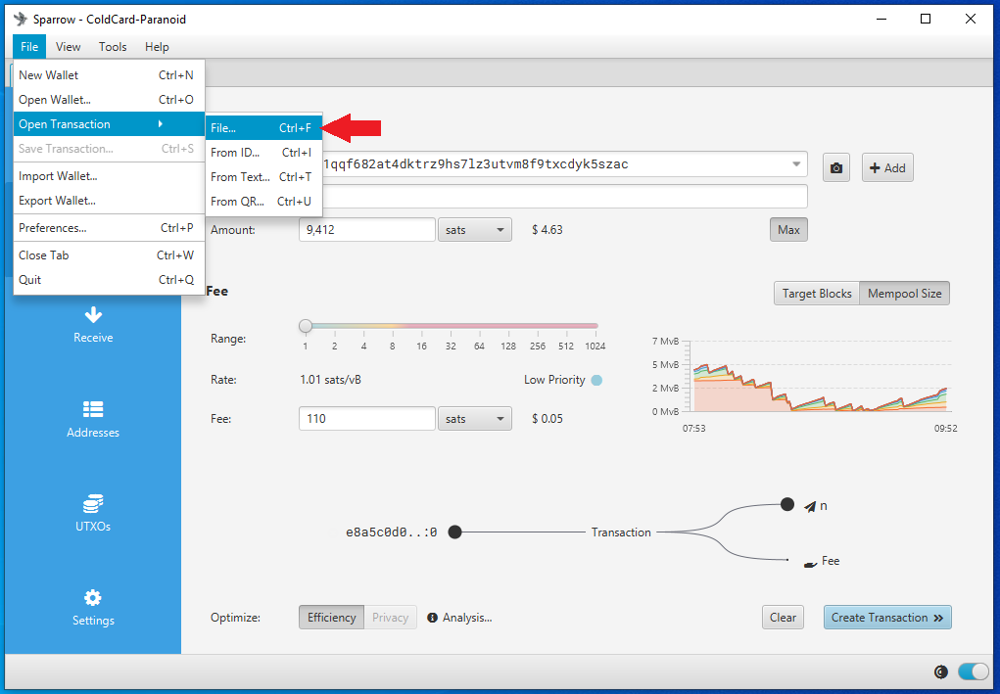 Sparrow - ColdCard-Paranoid
File View Tools Help
New Wallet Ctrl+N
Open Wallet... Ctrl+O
Open Transaction
Save Transaction... Ctrl+S
Import Wallet...
Export Wallet...
Preferences... Ctrl+P
Close Tab Ctrl+W
Quit Ctrl+Q
File... Ctrl+F
From ID... Ctrl+I
From Text... Ctrl+T
From QR... Ctrl+U
1qqf682at4dktrz9hs7lz3utvm8f9txcdyk5szac
+ Add
Amount: 9,412 sats $ 4.63 Max
Fee Target Blocks Mempool Size
Range:
1 2 4 8 16 32 64 128 256 512 1024
Rate: 1.01 sats/vB Low Priority
Fee: 110 sats $ 0.05
7 MvB
5 MvB
2 MvB
0 MvB
07:53 09:52
Receive
Addresses
UTXOs
Settings
e8a5c0d0..:0 Transaction n
Fee
Optimize: Efficiency Privacy Analysis... Clear Create Transaction »